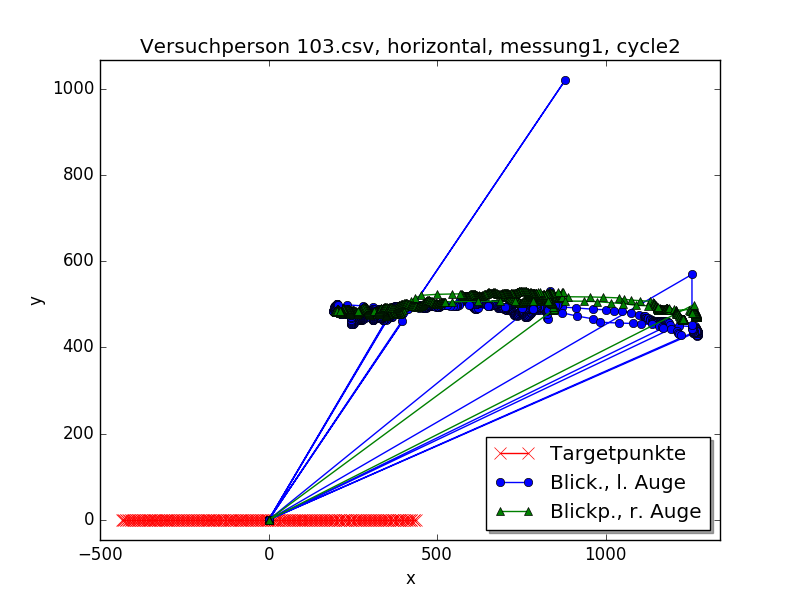 Versuchperson 103.csv, horizontal, messung1, cycle2
1000
800
600
400
200
0
y
−500
0
500
1000
x
Targetpunkte
Blick., l. Auge
Blickp., r. Auge